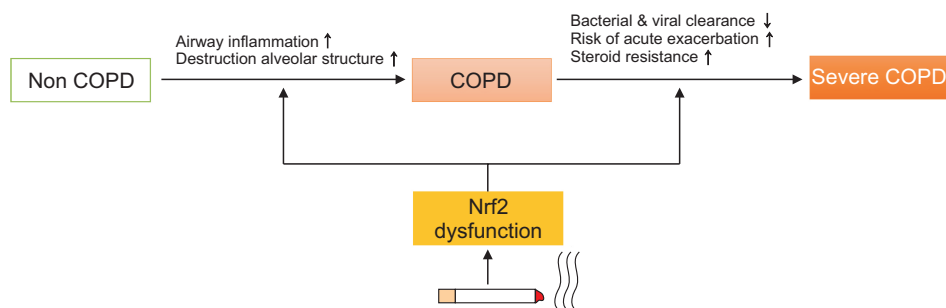 Airway inflammation ↑
Destruction alveolar structure ↑
Bacterial & viral clearance ↓
Risk of acute exacerbation ↑
Steroid resistance ↑
Non COPD
COPD
Severe COPD
Nrf2
dysfunction